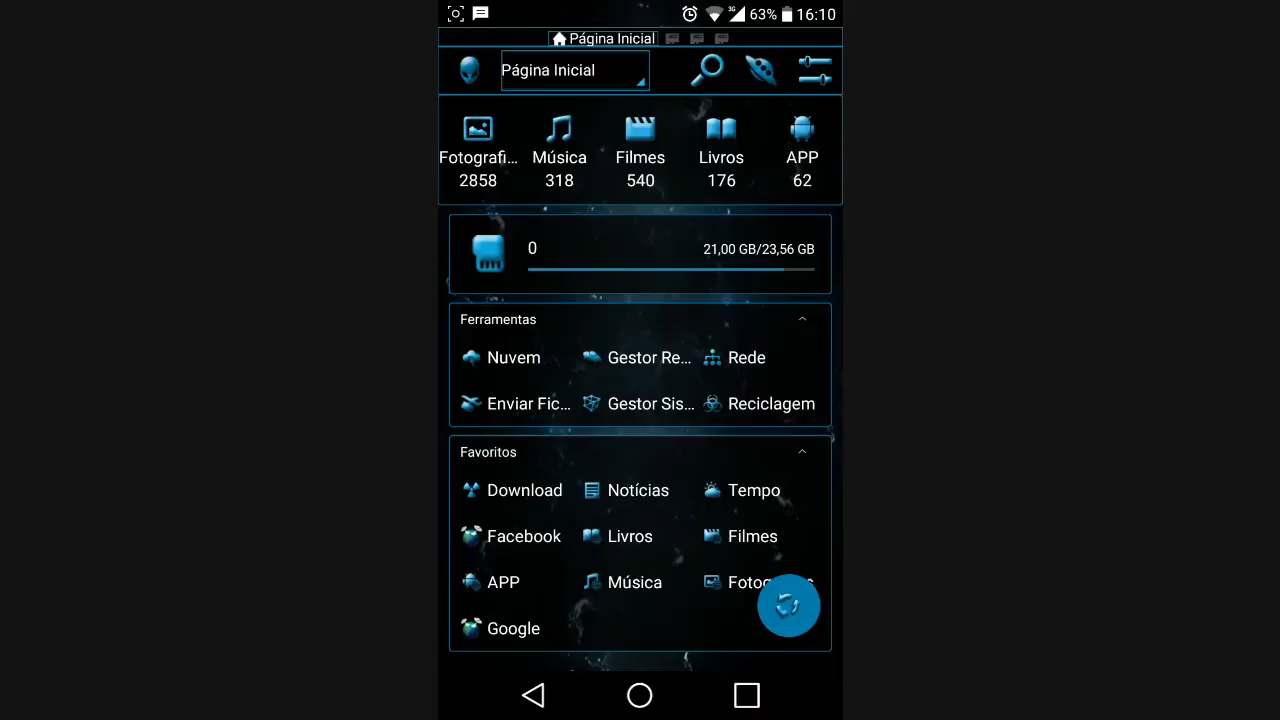 3G 63% 16:10
Página Inicial
Página Inicial
Fotografi... Música Filmes Livros APP
2858 318 540 176 62
0 21,00 GB/23,56 GB
Ferramentas
Nuvem Gestor Re... Rede
Enviar Fic... Gestor Sis... Reciclagem
Favoritos
Download Notícias Tempo
Facebook Livros Filmes
APP Música
Google